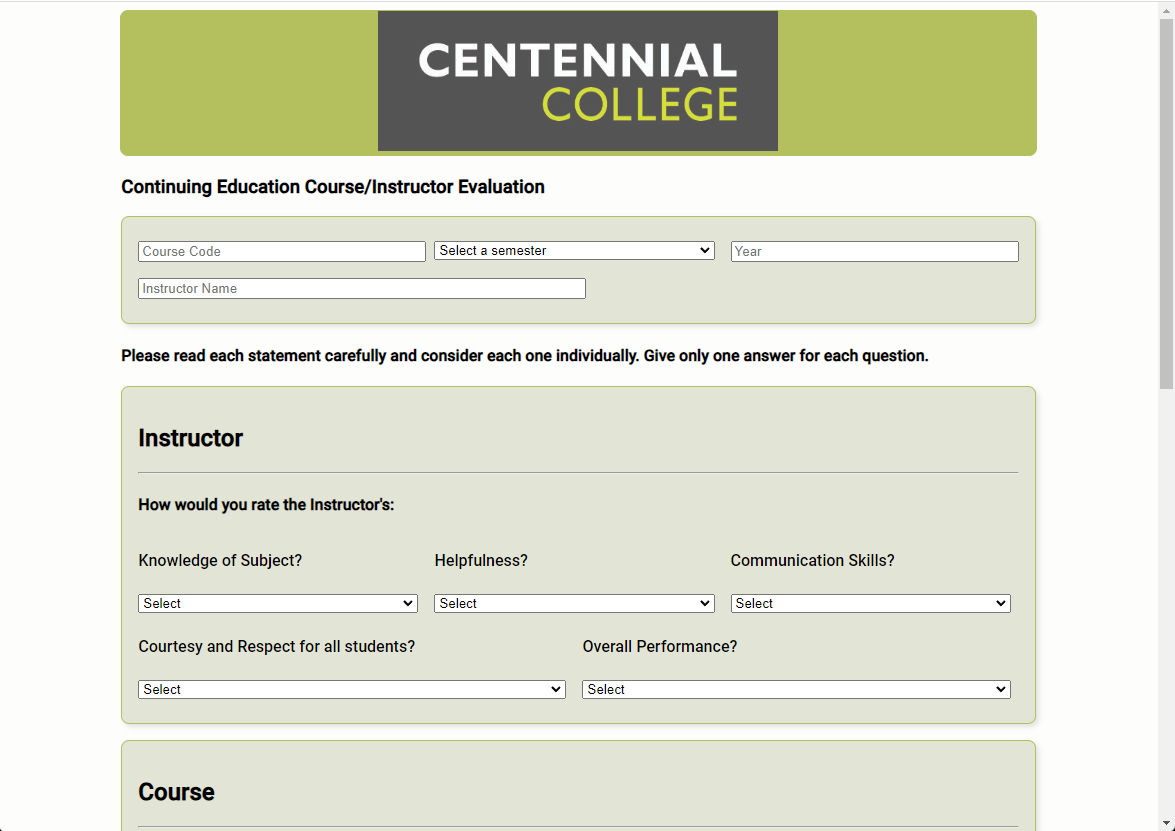 CENTENNIAL
COLLEGE
Continuing Education Course/Instructor Evaluation
Course Code Select a semester Year
Instructor Name
Please read each statement carefully and consider each one individually. Give only one answer for each question.
Instructor
How would you rate the Instructor's:
Knowledge of Subject? Helpfulness? Communication Skills?
Select Select Select
Courtesy and Respect for all students? Overall Performance?
Select Select
Course